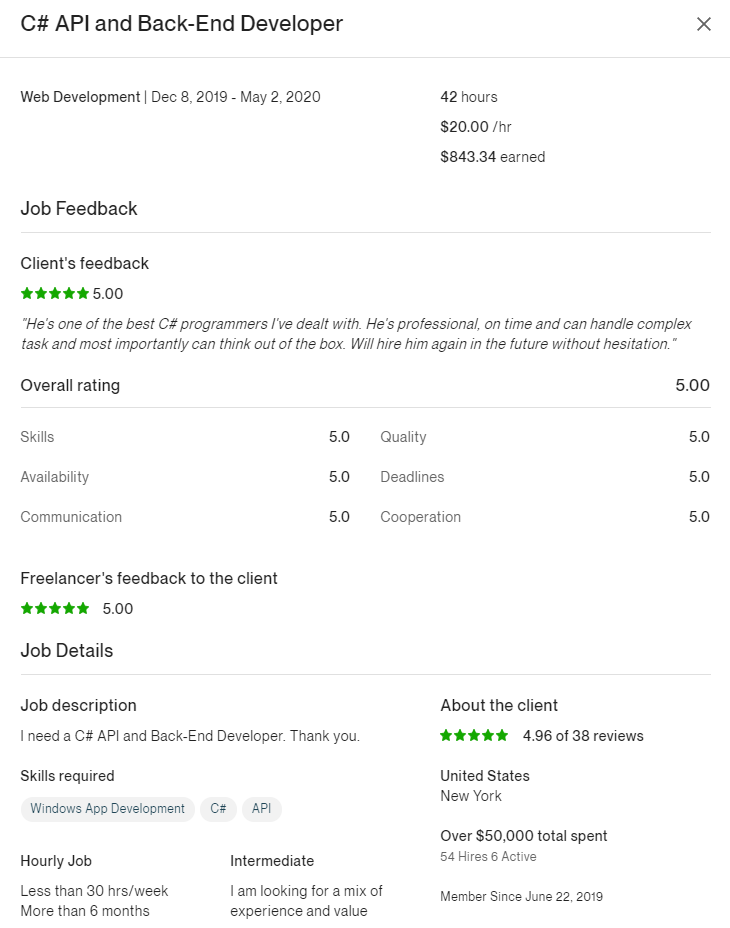 C# API and Back-End Developer
Web Development | Dec 8, 2019 - May 2, 2020
42 hours
$20.00 /hr
$843.34 earned
Job Feedback
Client's feedback
5.00
"He's one of the best C# programmers I've dealt with. He's professional, on time and can handle complex
task and most importantly can think out of the box. Will hire him again in the future without hesitation."
Overall rating 5.00
Skills 5.0 Quality 5.0
Availability 5.0 Deadlines 5.0
Communication 5.0 Cooperation 5.0
Freelancer's feedback to the client
5.00
Job Details
Job description
I need a C# API and Back-End Developer. Thank you.
Skills required
Windows App Development C# API
Hourly Job
Less than 30 hrs/week
More than 6 months
Intermediate
I am looking for a mix of
experience and value
About the client
4.96 of 38 reviews
United States
New York
Over $50,000 total spent
54 Hires 6 Active
Member Since June 22, 2019